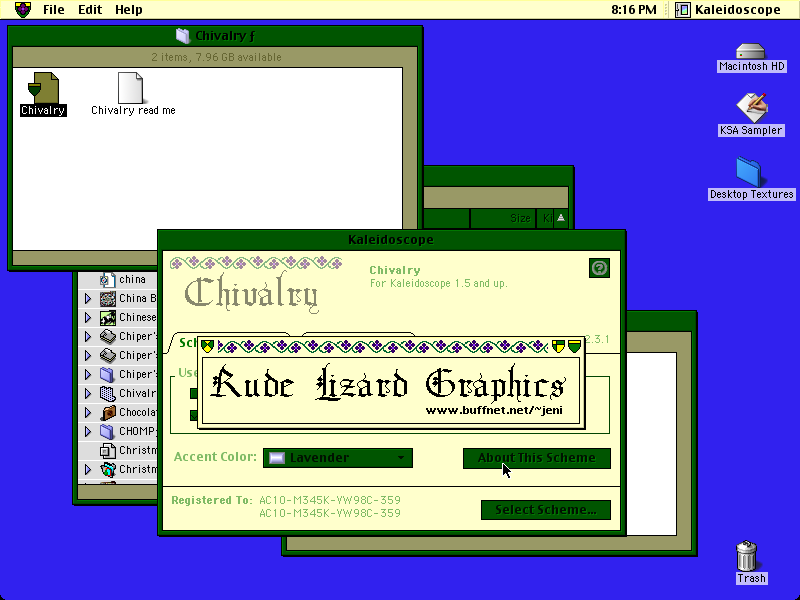 File Edit Help
8:16 PM
Kaleidoscope
Chivalry ƒ
2 items, 7.96 GB available
Chivalry
Chivalry read me
Macintosh HD
KSA Sampler
Desktop Textures
Size
Kaleidoscope
Chivalry
Chivalry
For Kaleidoscope 1.5 and up.
china
China B
Chinese
Chiper's
Chiper's
Chiper's
Chivalr
Chocola
CHOMP
Christm
Christm
2.3.1
Rude Lizard Graphics
www.buffnet.net/~jeni
Accent Color:
Lavender
About This Scheme
Registered To:
AC10-M345K-YW98C-359
AC10-M345K-YW98C-359
Select Scheme...
Trash